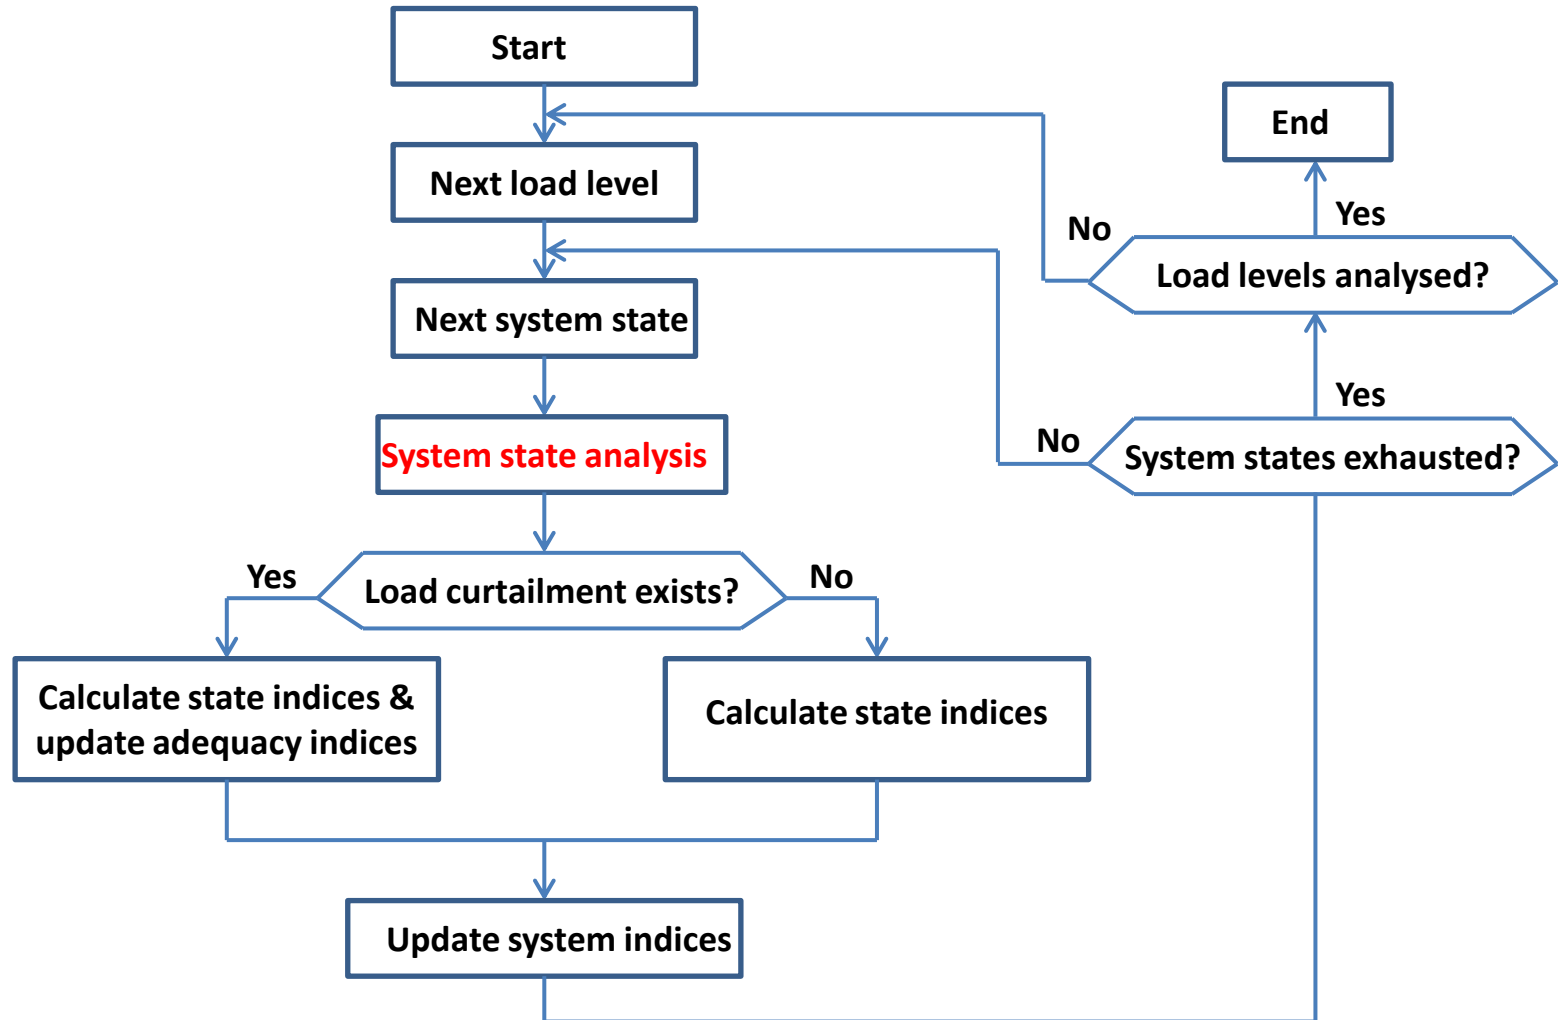 Start
Next load level
Next system state
System state analysis
Load curtailment exists?
Yes
No
Calculate state indices &
update adequacy indices
Calculate state indices
Update system indices
System states exhausted?
No
Yes
Load levels analysed?
No
Yes
End